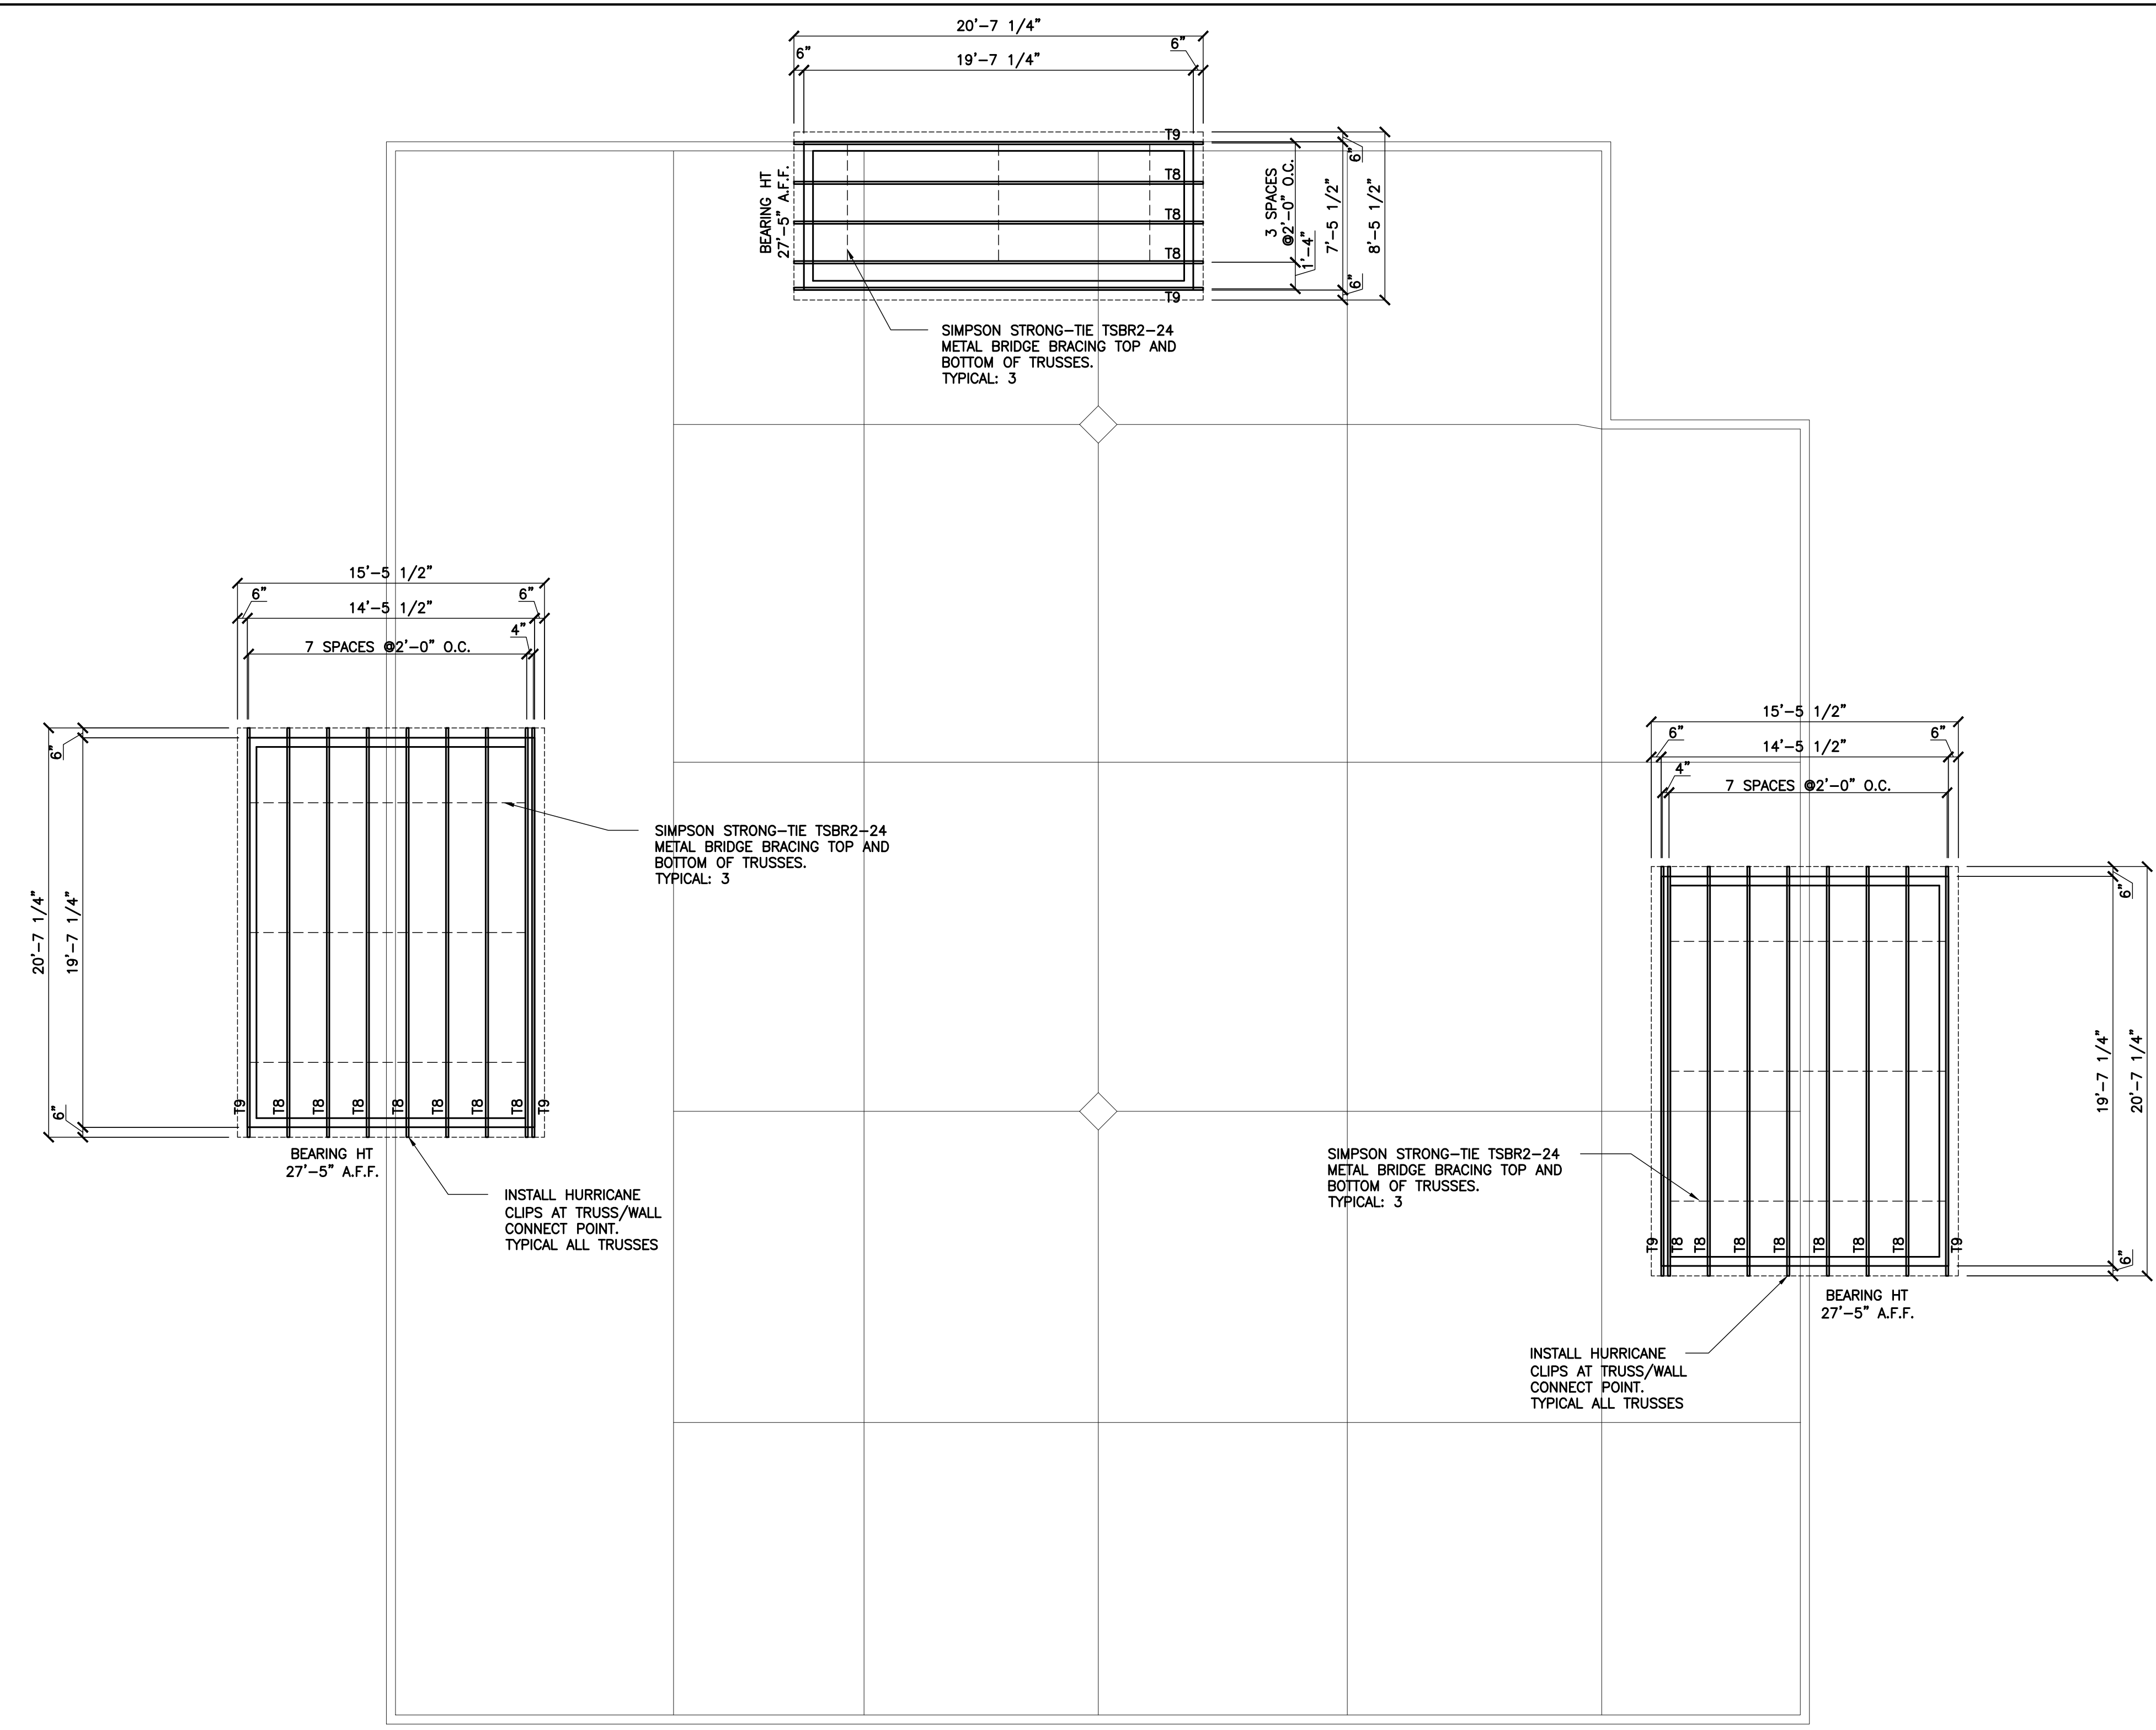 20'-7 1/4"
6"
19'-7 1/4"
6"
T9
T8
T8
T8
T9
BEARING HT
27'-5" A.F.F.
3 SPACES
@2'-0" O.C.
1'-4"
6"
7'-5 1/2"
6"
8'-5 1/2"
SIMPSON STRONG-TIE TSBR2-24
METAL BRIDGE BRACING TOP AND
BOTTOM OF TRUSSES.
TYPICAL: 3
15'-5 1/2"
6"
14'-5 1/2"
6"
4"
7 SPACES @2'-0" O.C.
6"
20'-7 1/4"
19'-7 1/4"
6"
SIMPSON STRONG-TIE TSBR2-24
METAL BRIDGE BRACING TOP AND
BOTTOM OF TRUSSES.
TYPICAL: 3
T9 T8 T8 T8 T8 T8 T8 T8 T9
BEARING HT
27'-5" A.F.F.
INSTALL HURRICANE
CLIPS AT TRUSS/WALL
CONNECT POINT.
TYPICAL ALL TRUSSES
15'-5 1/2"
6"
14'-5 1/2"
6"
4"
7 SPACES @2'-0" O.C.
6"
19'-7 1/4"
20'-7 1/4"
6"
SIMPSON STRONG-TIE TSBR2-24
METAL BRIDGE BRACING TOP AND
BOTTOM OF TRUSSES.
TYPICAL: 3
T9 T8 T8 T8 T8 T8 T8 T8 T9
BEARING HT
27'-5" A.F.F.
INSTALL HURRICANE
CLIPS AT TRUSS/WALL
CONNECT POINT.
TYPICAL ALL TRUSSES